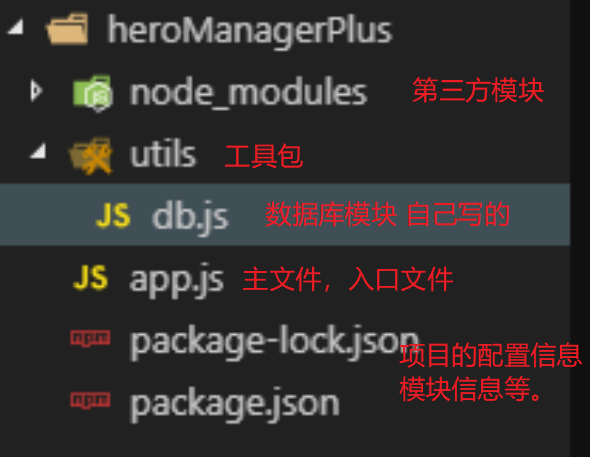 heroManagerPlus
node_modules 第三方模块
utils 工具包
JS db.js 数据库模块 自己写的
JS app.js 主文件，入口文件
npm package-lock.json
项目的配置信息
模块信息等。
npm package.json